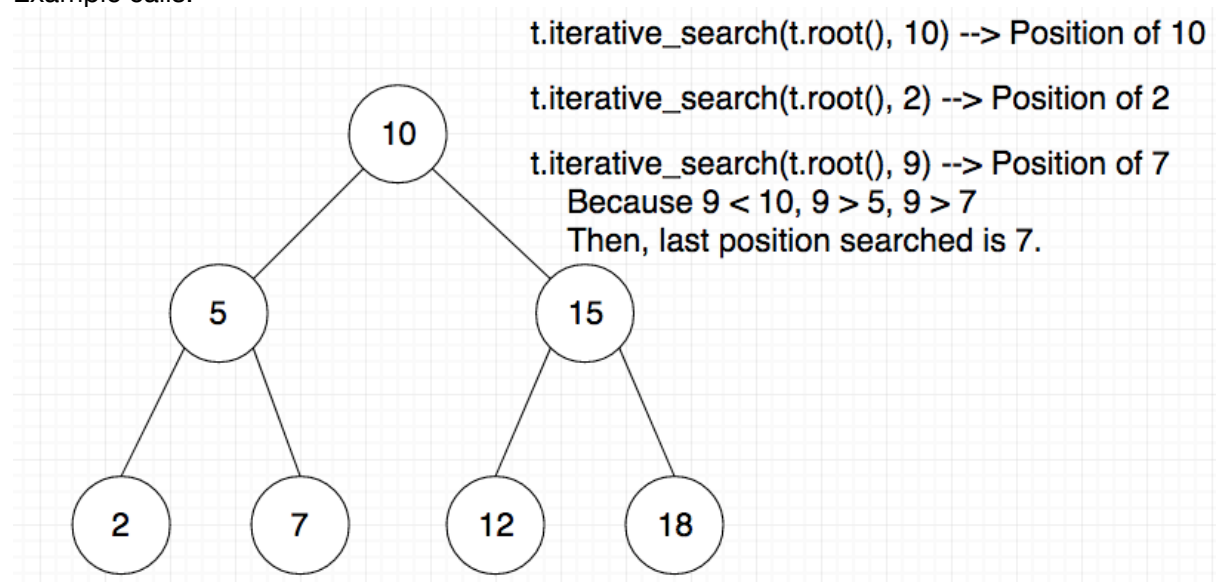 Example calls:
t.iterative_search(t.root(), 10) --> Position of 10
t.iterative_search(t.root(), 2) --> Position of 2
t.iterative_search(t.root(), 9) --> Position of 7
Because 9 < 10, 9 > 5, 9 > 7
Then, last position searched is 7.
10
5 15
2 7 12 18